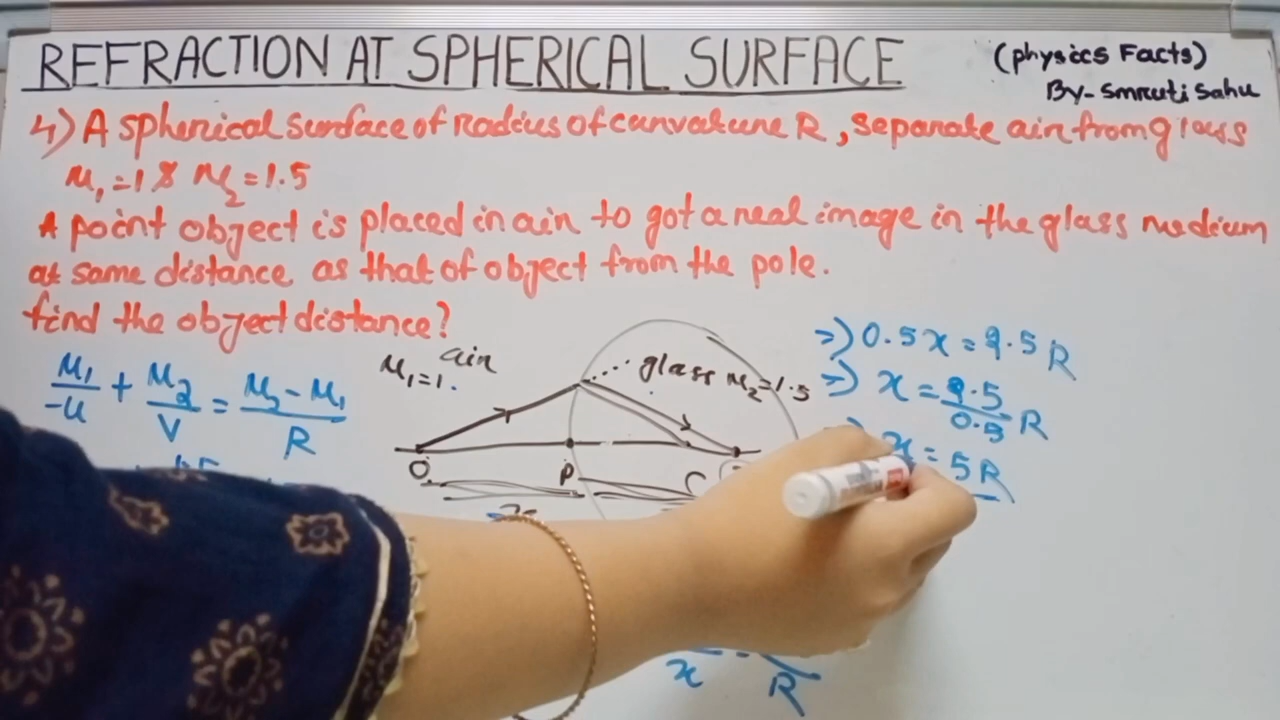 REFRACTION AT SPHERICAL SURFACE
(physics Facts)
By- Smruti Sahu
4) A spherical surface of radius of curvature R, separate air from glass
μ₁ = 1 & μ₂ = 1.5
A point object is placed in air to got a real image in the glass medium
at same distance as that of object from the pole.
find the object distance?
μ₁/-u + μ₂/v = μ₂ - μ₁/R
μ₁ = 1. air
glass μ₂ = 1.5
O P C
x
=) 0.5x = 2.5 R
=) x = 2.5/0.5 R
x = 5R
x R